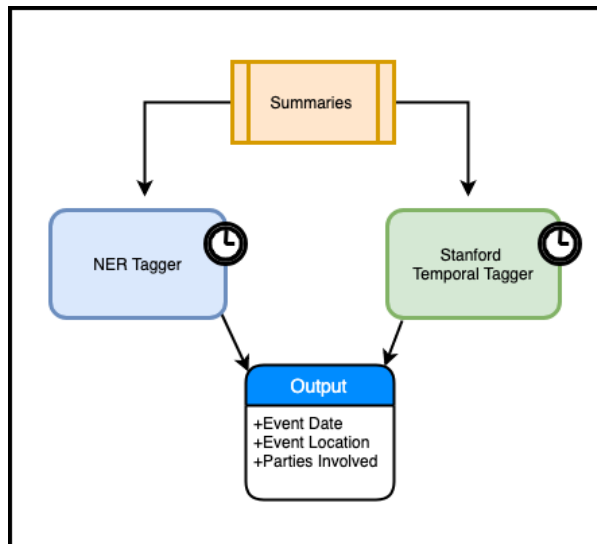 Summaries
NER Tagger
Stanford
Temporal Tagger
Output
+Event Date
+Event Location
+Parties Involved